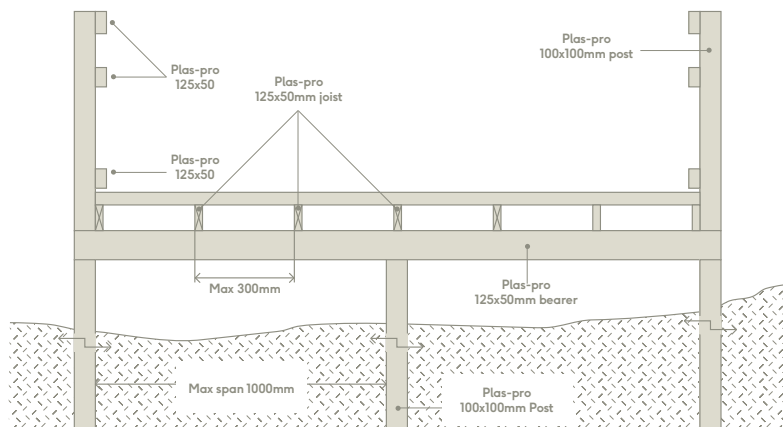 Plas-pro
100x100mm post
Plas-pro
125x50
Plas-pro
125x50mm joist
Plas-pro
125x50
Max 300mm
Plas-pro
125x50mm bearer
Max span 1000mm
Plas-pro
100x100mm Post